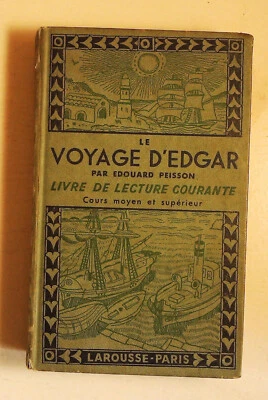 LE
VOYAGE D'EDGAR
PAR EDOUARD PEISSON
LIVRE DE LECTURE COURANTE
Cours moyen et supérieur
LAROUSSE-PARIS